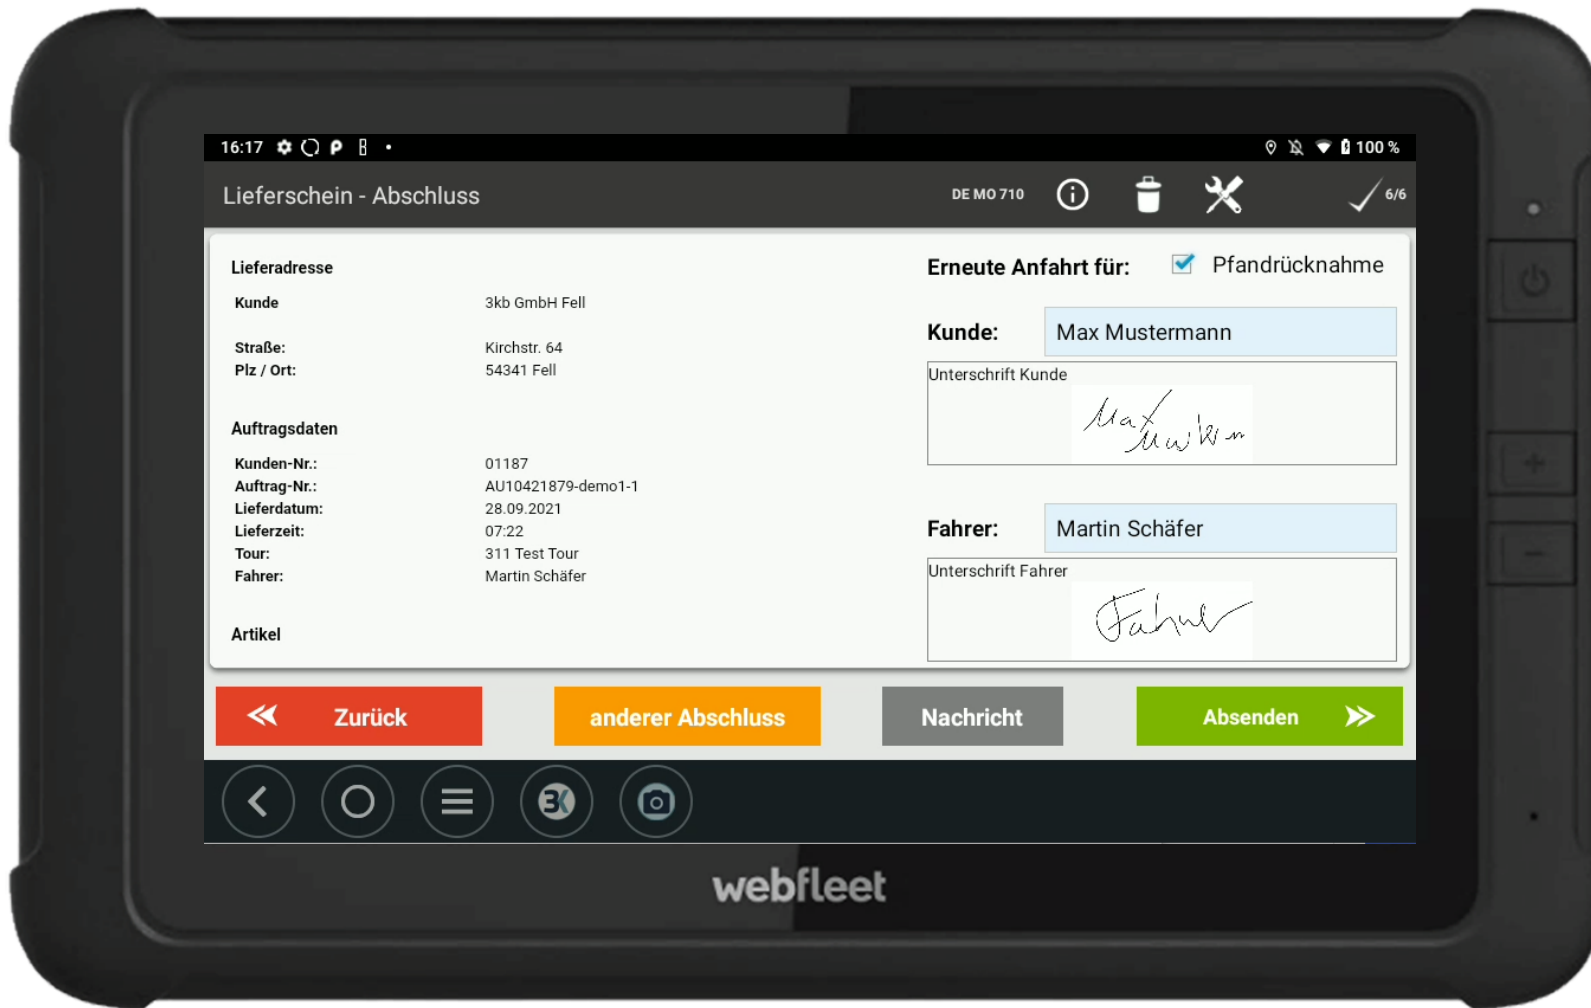 16:17
100 %
Lieferschein - Abschluss
DE MO 710
6/6
Lieferadresse
Kunde 3kb GmbH Fell
Straße: Kirchstr. 64
Plz / Ort: 54341 Fell
Auftragsdaten
Kunden-Nr.: 01187
Auftrag-Nr.: AU10421879-demo1-1
Lieferdatum: 28.09.2021
Lieferzeit: 07:22
Tour: 311 Test Tour
Fahrer: Martin Schäfer
Artikel
Erneute Anfahrt für: Pfandrücknahme
Kunde: Max Mustermann
Unterschrift Kunde
Max
Fahrer: Martin Schäfer
Unterschrift Fahrer
Fahrer
Zurück
anderer Abschluss
Nachricht
Absenden
3K
webfleet